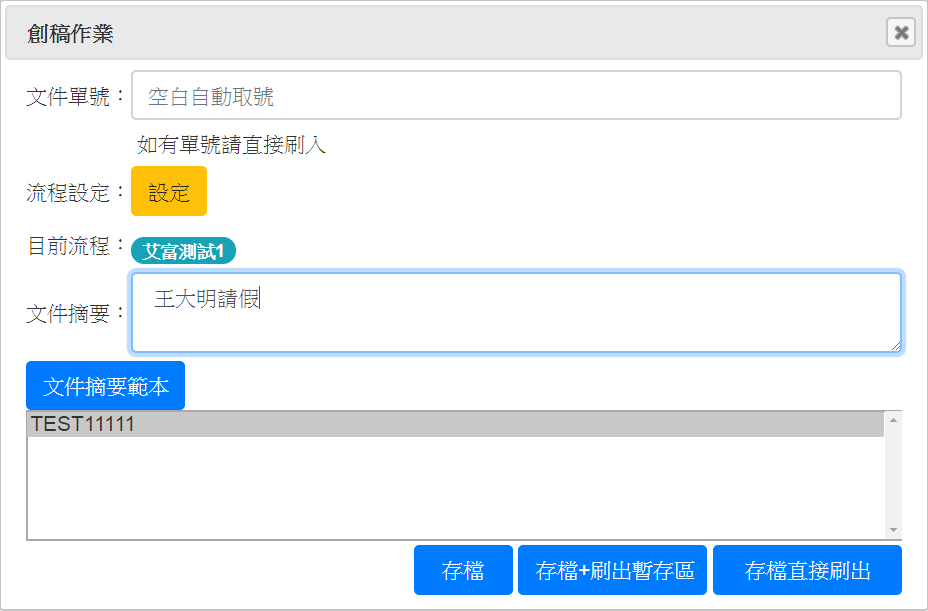 創稿作業
文件單號：
空白自動取號
如有單號請直接刷入
流程設定：
設定
目前流程：
艾富測試1
文件摘要：
王大明請假
文件摘要範本
TEST11111
存檔
存檔+刷出暫存區
存檔直接刷出